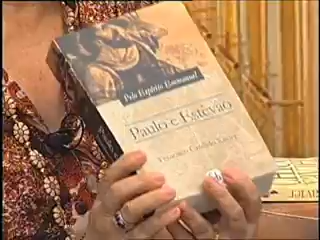 Pelo Espírito Emmanuel
Paulo e Estêvão
Francisco Cândido Xavier